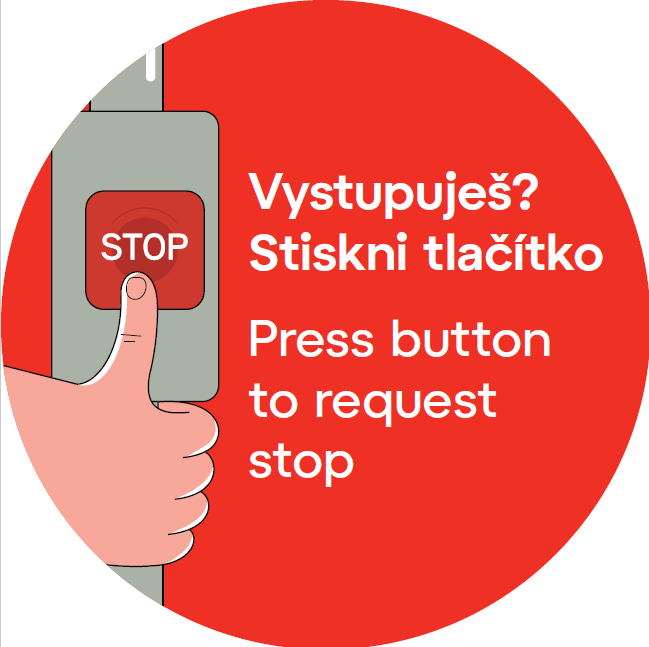 STOP
Vystupuješ?
Stiskni tlačítko
Press button
to request
stop